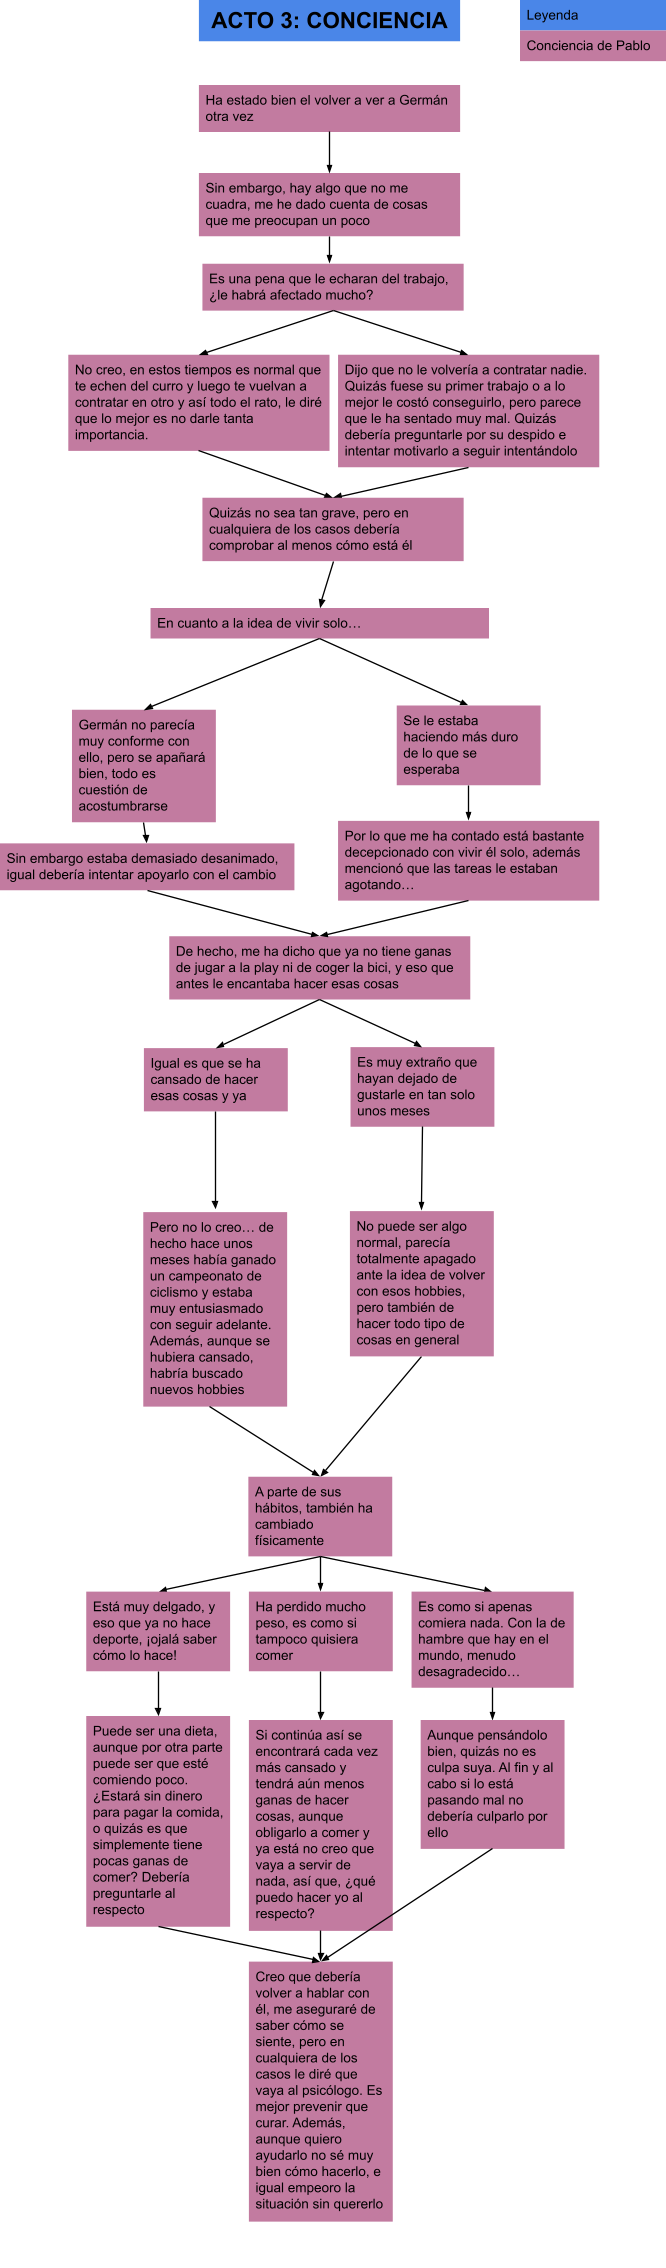 ACTO 3: CONCIENCIA
Leyenda
Conciencia de Pablo
Ha estado bien el volver a ver a Germán
otra vez
Sin embargo, hay algo que no me
cuadra, me he dado cuenta de cosas
que me preocupan un poco
Es una pena que le echaran del trabajo,
¿le habrá afectado mucho?
No creo, en estos tiempos es normal que
te echen del curro y luego te vuelvan a
contratar en otro y así todo el rato, le diré
que lo mejor es no darle tanta
importancia.
Dijo que no le volvería a contratar nadie.
Quizás fuese su primer trabajo o a lo
mejor le costó conseguirlo, pero parece
que le ha sentado muy mal. Quizás
debería preguntarle por su despido e
intentar motivarlo a seguir intentándolo
Quizás no sea tan grave, pero en
cualquiera de los casos debería
comprobar al menos cómo está él
En cuanto a la idea de vivir solo…
Germán no parecía
muy conforme con
ello, pero se apañará
bien, todo es
cuestión de
acostumbrarse
Se le estaba
haciendo más duro
de lo que se
esperaba
Sin embargo estaba demasiado desanimado,
igual debería intentar apoyarlo con el cambio
Por lo que me ha contado está bastante
decepcionado con vivir él solo, además
mencionó que las tareas le estaban
agotando…
De hecho, me ha dicho que ya no tiene ganas
de jugar a la play ni de coger la bici, y eso que
antes le encantaba hacer esas cosas
Igual es que se ha
cansado de hacer
esas cosas y ya
Es muy extraño que
hayan dejado de
gustarle en tan solo
unos meses
Pero no lo creo… de
hecho hace unos
meses había ganado
un campeonato de
ciclismo y estaba
muy entusiasmado
con seguir adelante.
Además, aunque se
hubiera cansado,
habría buscado
nuevos hobbies
No puede ser algo
normal, parecía
totalmente apagado
ante la idea de volver
con esos hobbies,
pero también de
hacer todo tipo de
cosas en general
A parte de sus
hábitos, también ha
cambiado
físicamente
Está muy delgado, y
eso que ya no hace
deporte, ¡ojalá saber
cómo lo hace!
Ha perdido mucho
peso, es como si
tampoco quisiera
comer
Es como si apenas
comiera nada. Con la de
hambre que hay en el
mundo, menudo
desagradecido…
Puede ser una dieta,
aunque por otra parte
puede ser que esté
comiendo poco.
¿Estará sin dinero
para pagar la comida,
o quizás es que
simplemente tiene
pocas ganas de
comer? Debería
preguntarle al
respecto
Si continúa así se
encontrará cada vez
más cansado y
tendrá aún menos
ganas de hacer
cosas, aunque
obligarlo a comer y
ya está no creo que
vaya a servir de
nada, así que, ¿qué
puedo hacer yo al
respecto?
Aunque pensándolo
bien, quizás no es
culpa suya. Al fin y al
cabo si lo está
pasando mal no
debería culparlo por
ello
Creo que debería
volver a hablar con
él, me aseguraré de
saber cómo se
siente, pero en
cualquiera de los
casos le diré que
vaya al psicólogo. Es
mejor prevenir que
curar. Además,
aunque quiero
ayudarlo no sé muy
bien cómo hacerlo, e
igual empeoro la
situación sin quererlo